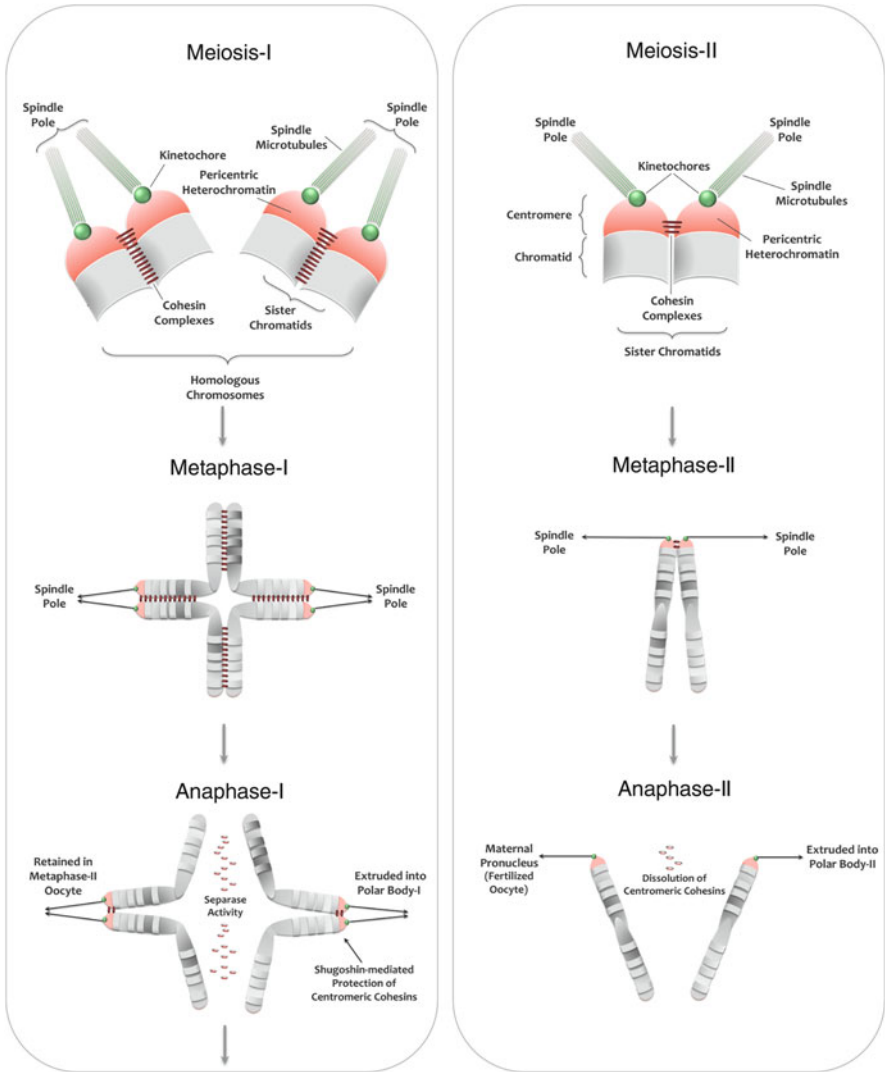 Meiosis-I
Spindle
Pole
Kinetochore
Spindle
Microtubules
Spindle
Pole
Pericentric
Heterochromatin
Cohesin
Complexes
Sister
Chromatids
Homologous
Chromosomes
Metaphase-I
Spindle
Pole
Spindle
Pole
Anaphase-I
Retained in
Metaphase-II
Oocyte
Separase
Activity
Extruded into
Polar Body-I
Shugoshin-mediated
Protection of
Centromeric Cohesins
Meiosis-II
Spindle
Pole
Spindle
Pole
Kinetochores
Spindle
Microtubules
Centromere
Chromatid
Pericentric
Heterochromatin
Cohesin
Complexes
Sister Chromatids
Metaphase-II
Spindle
Pole
Spindle
Pole
Anaphase-II
Maternal
Pronucleus
(Fertilized
Oocyte)
Dissolution of
Centromeric Cohesins
Extruded into
Polar Body-II